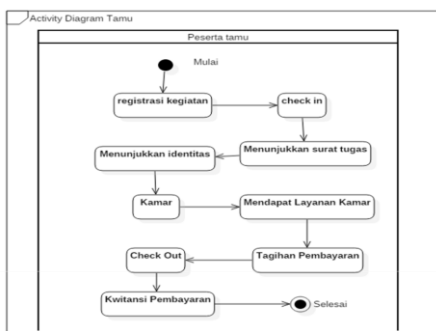 Activity Diagram Tamu
Peserta tamu
Mulai
registrasi kegiatan
check in
Menunjukkan surat tugas
Menunjukkan identitas
Kamar
Mendapat Layanan Kamar
Tagihan Pembayaran
Check Out
Kwitansi Pembayaran
Selesai